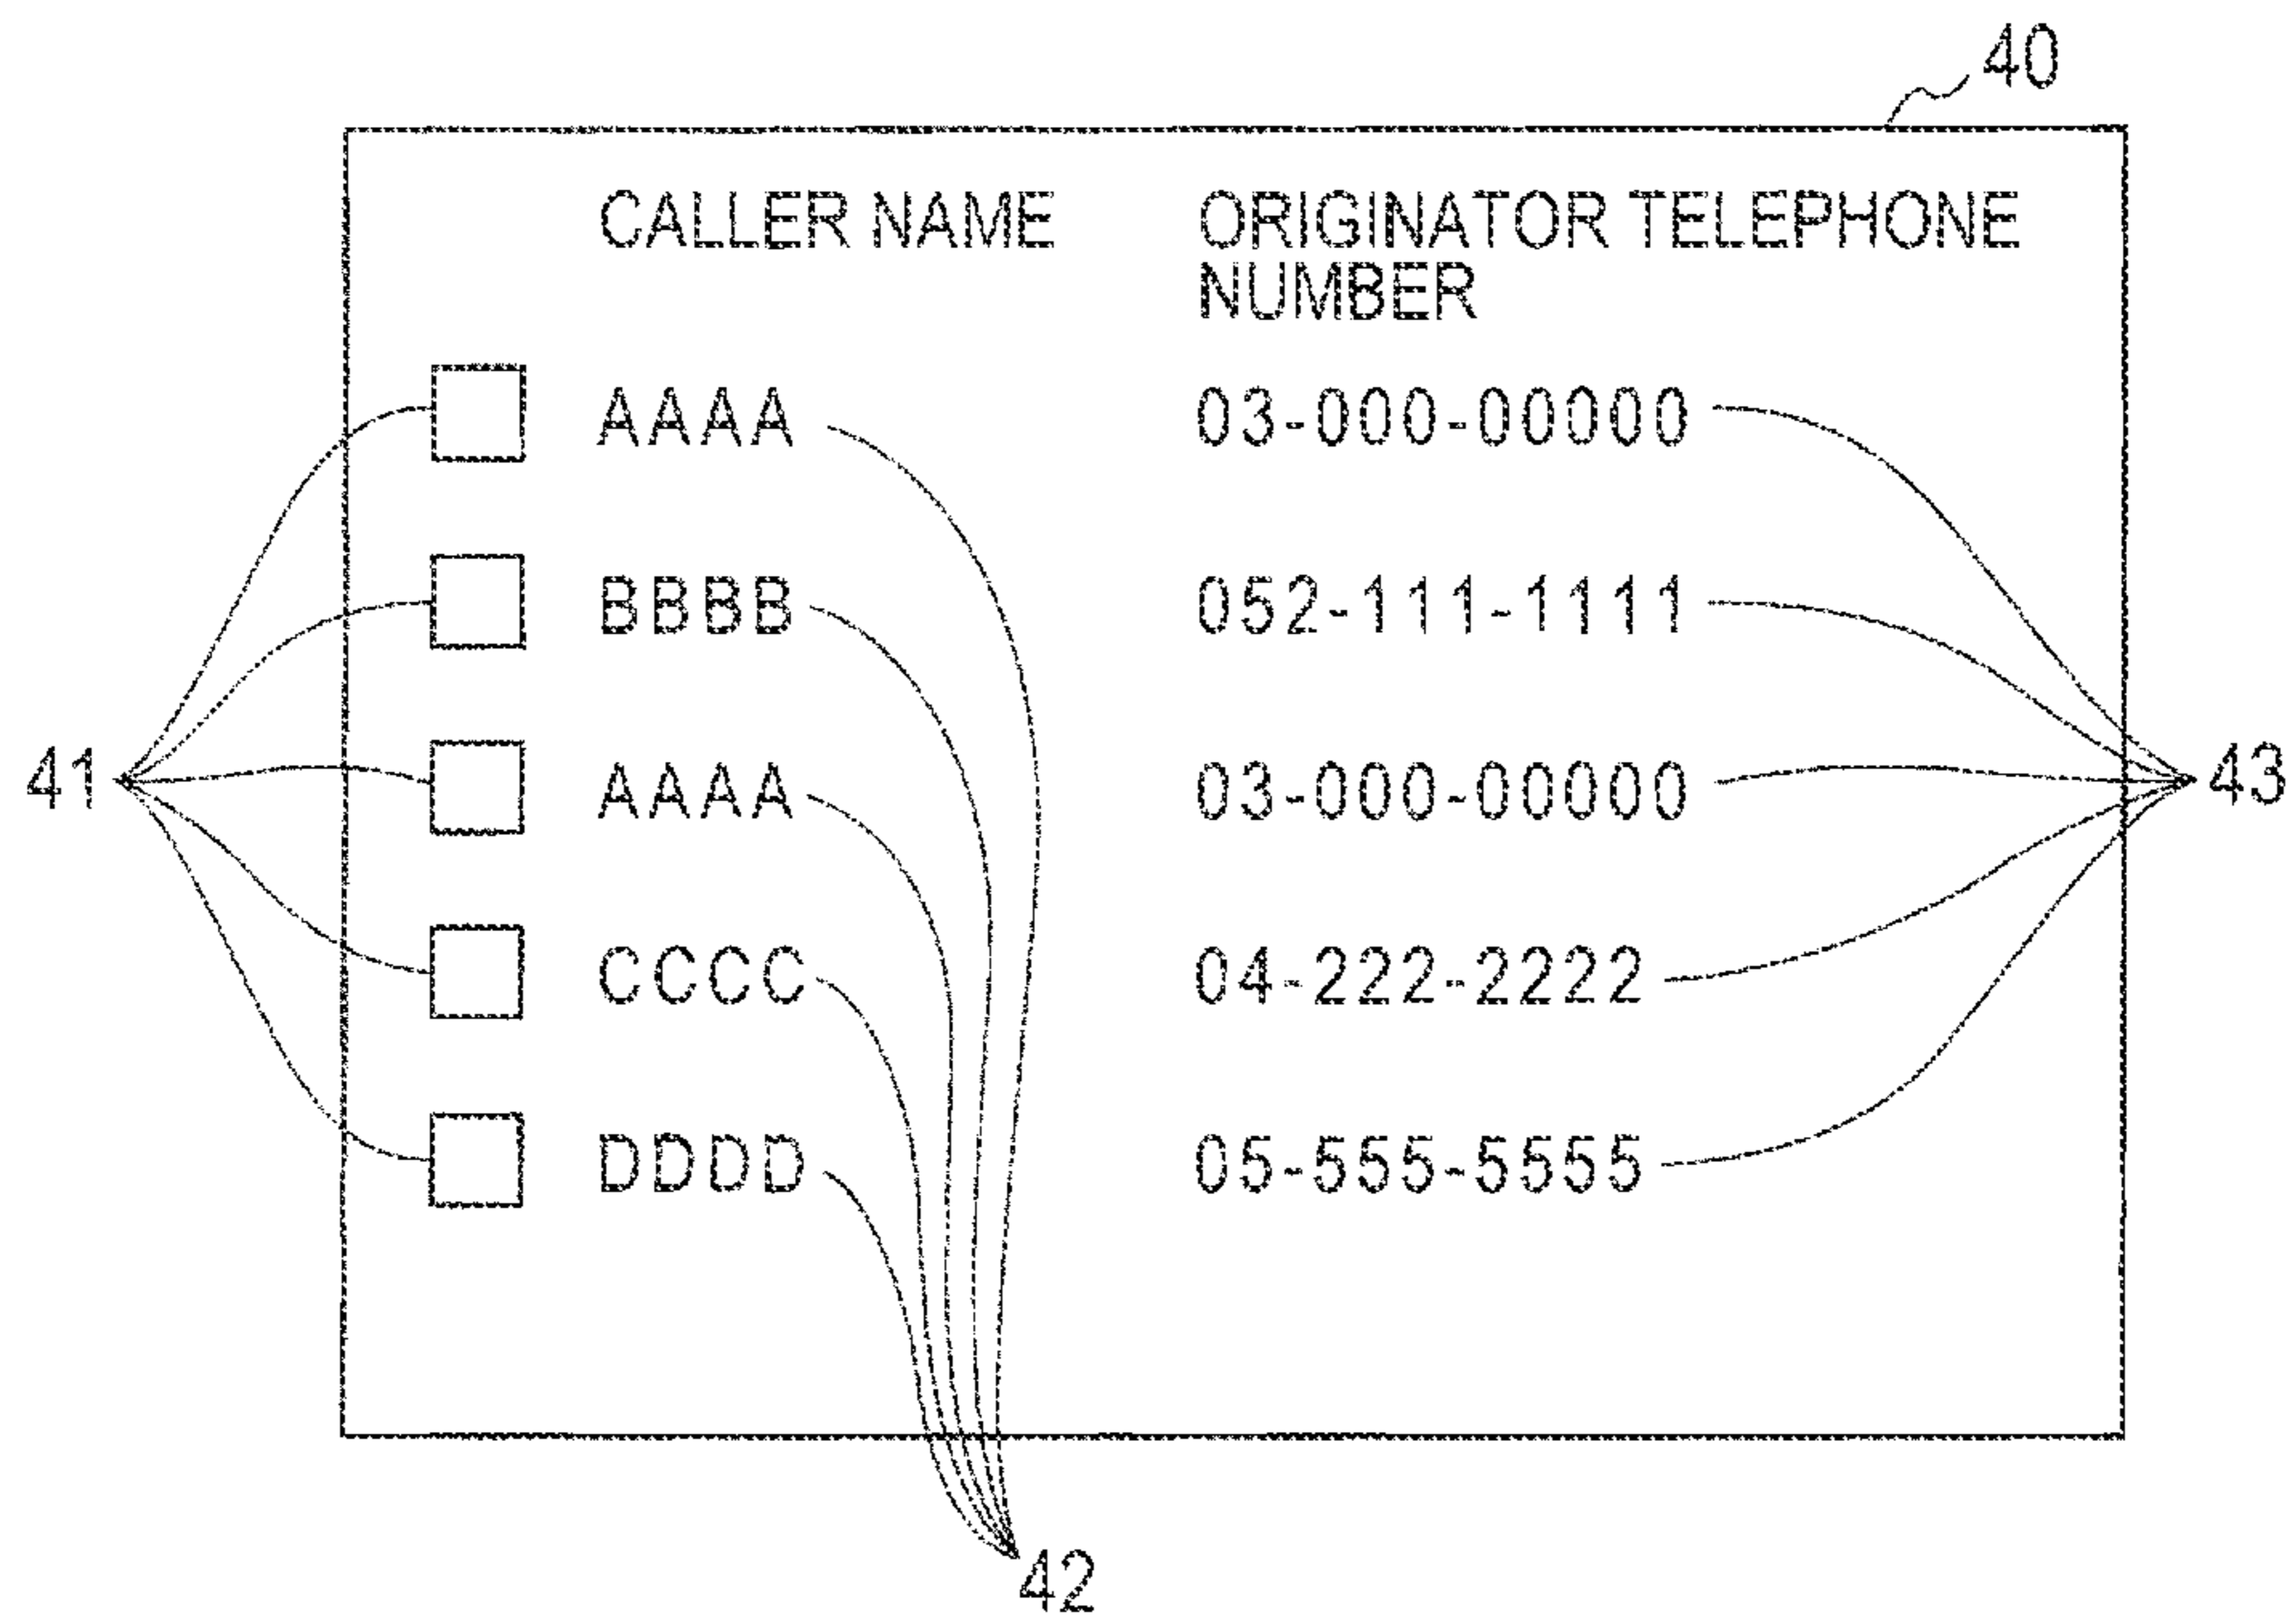 40
CALLER NAME ORIGINATOR TELEPHONE
NUMBER
AAAA 03-000-00000
BBBB 052-111-1111
41 AAAA 03-000-00000 43
CCCC 04-222-2222
DDDD 05-555-5555
42